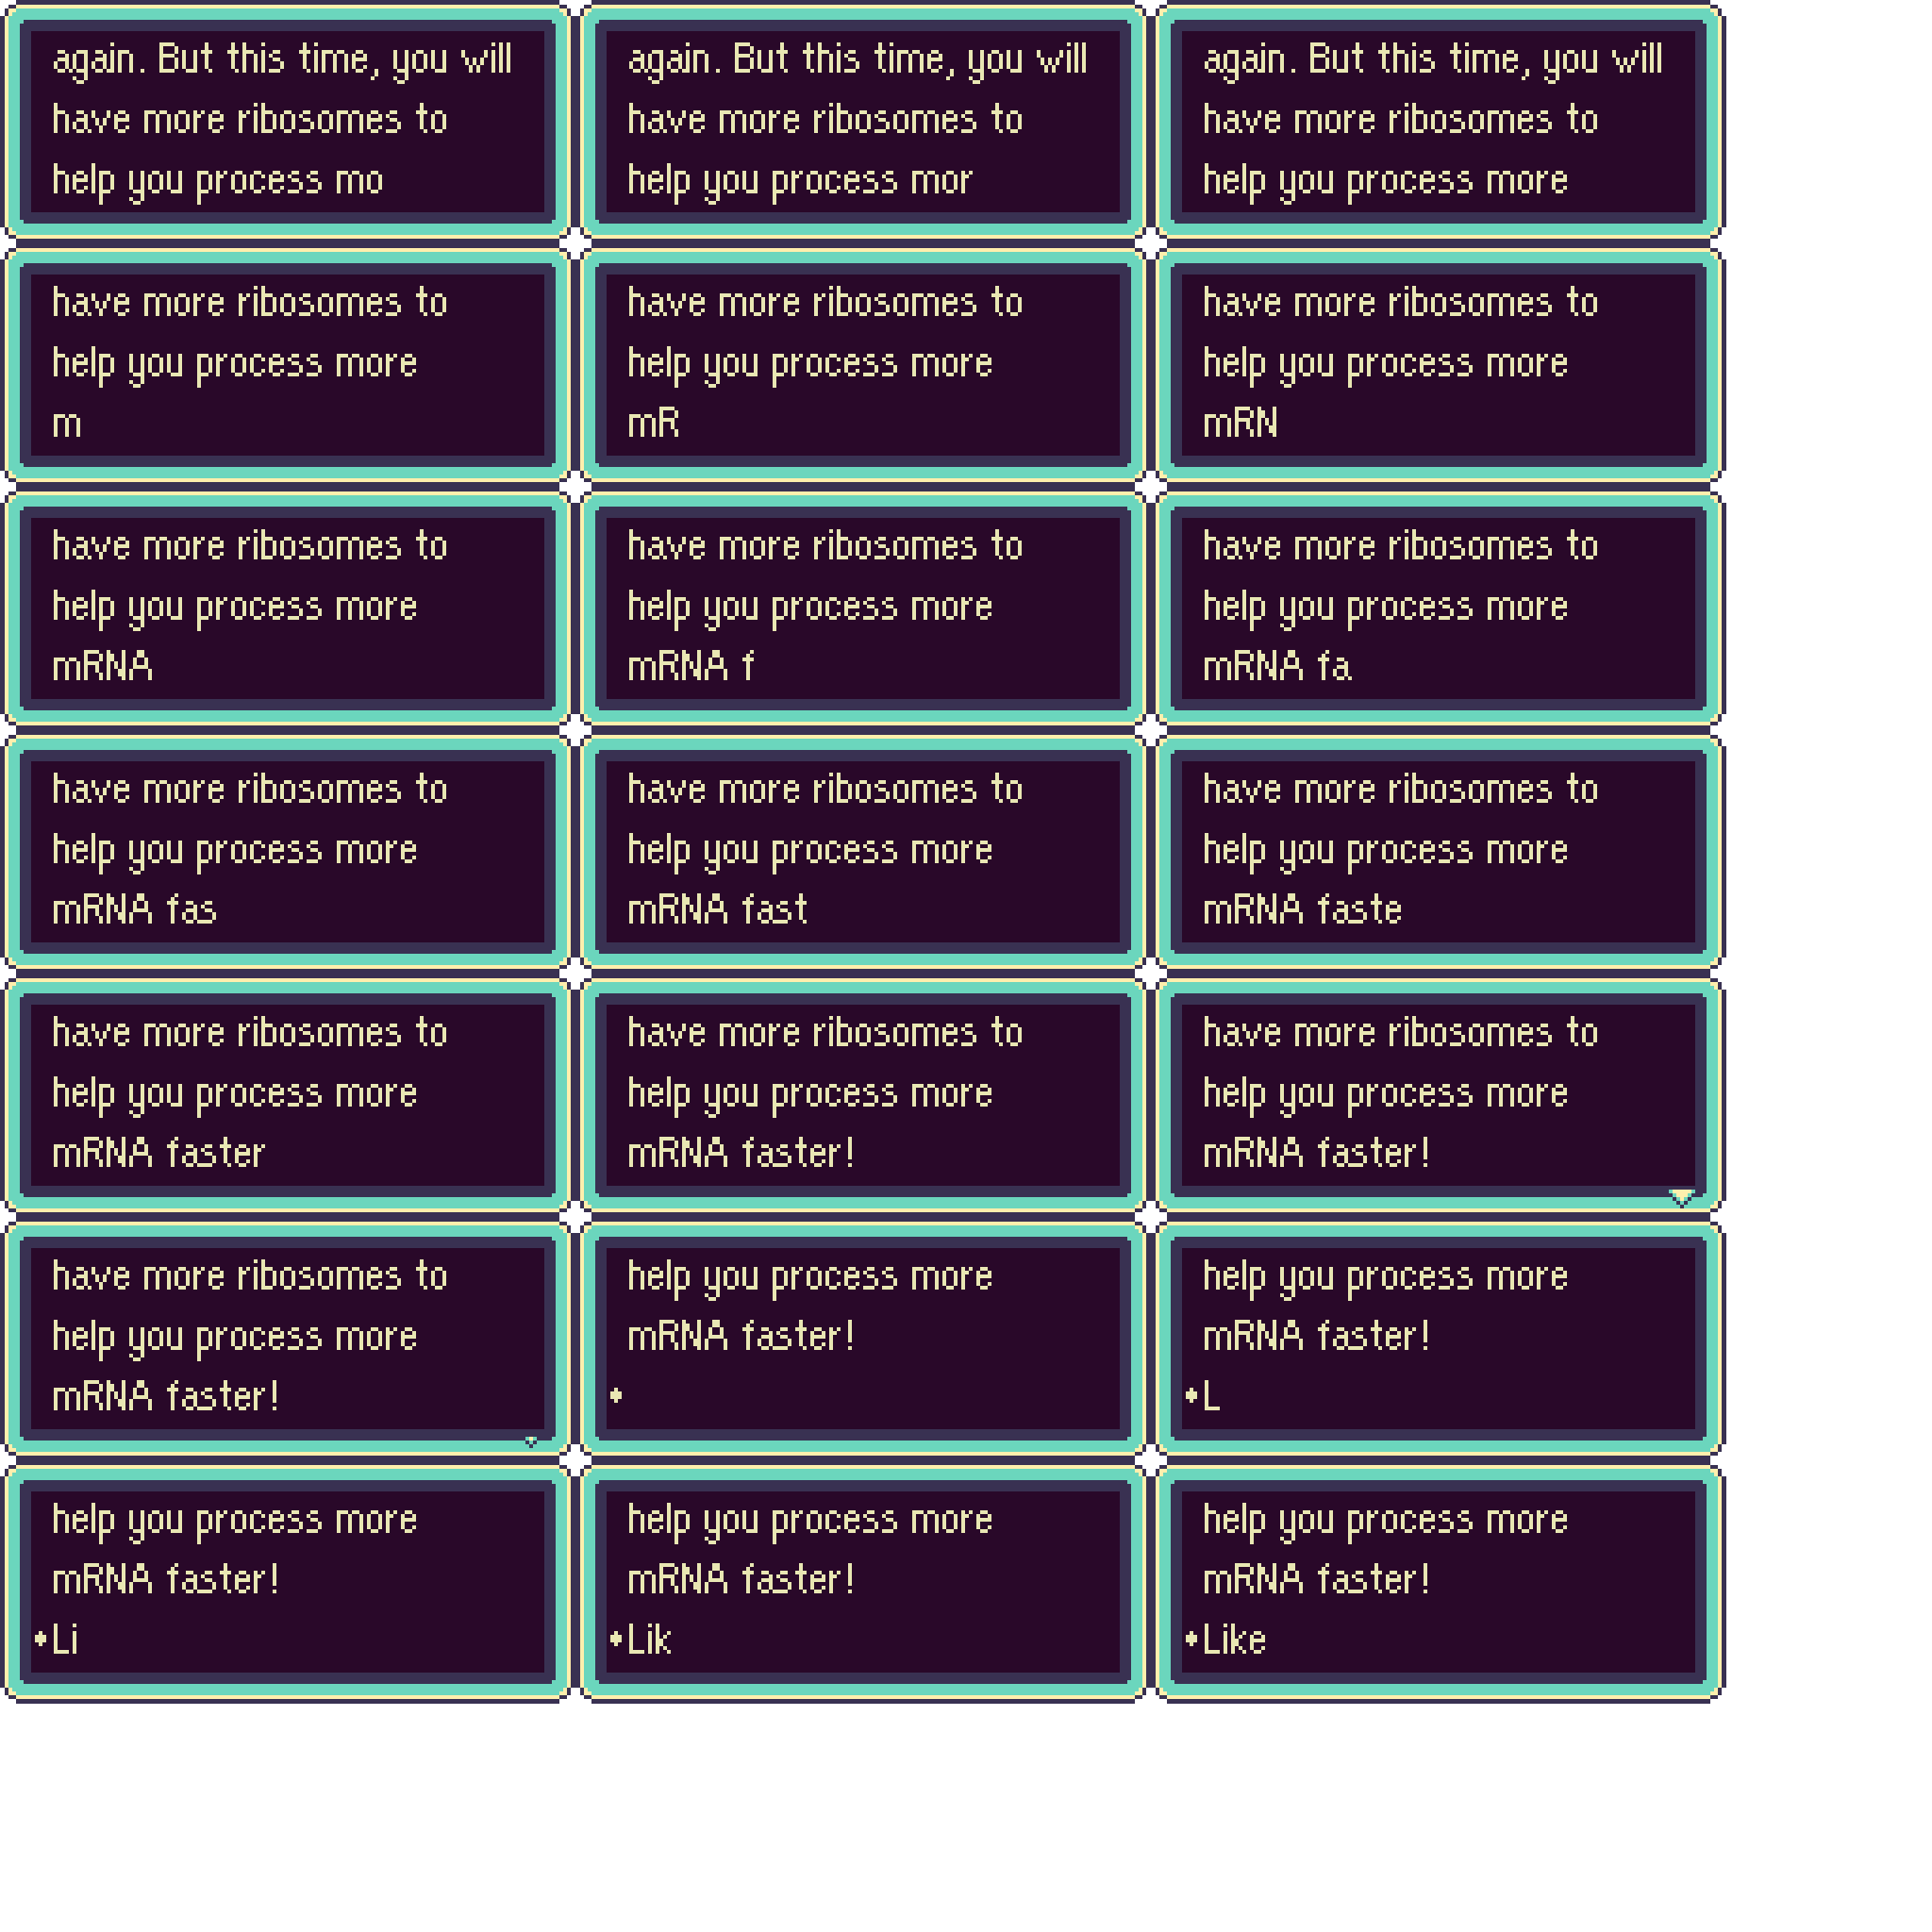 again. But this time, you will
have more ribosomes to
help you process mo
again. But this time, you will
have more ribosomes to
help you process mor
again. But this time, you will
have more ribosomes to
help you process more
have more ribosomes to
help you process more
m
have more ribosomes to
help you process more
mR
have more ribosomes to
help you process more
mRN
have more ribosomes to
help you process more
mRNA
have more ribosomes to
help you process more
mRNA f
have more ribosomes to
help you process more
mRNA fa
have more ribosomes to
help you process more
mRNA fas
have more ribosomes to
help you process more
mRNA fast
have more ribosomes to
help you process more
mRNA faste
have more ribosomes to
help you process more
mRNA faster
have more ribosomes to
help you process more
mRNA faster!
have more ribosomes to
help you process more
mRNA faster!
have more ribosomes to
help you process more
mRNA faster!
help you process more
mRNA faster!
•
help you process more
mRNA faster!
•L
help you process more
mRNA faster!
•Li
help you process more
mRNA faster!
•Lik
help you process more
mRNA faster!
•Like